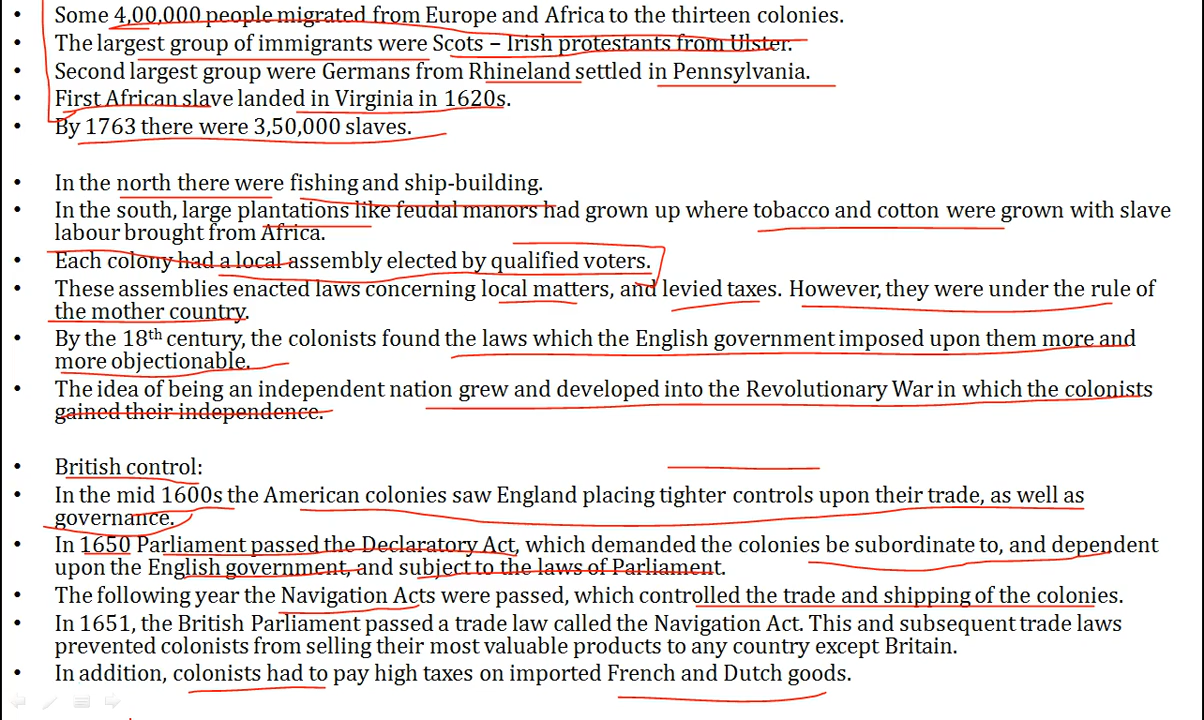 • Some 4,00,000 people migrated from Europe and Africa to the thirteen colonies.
• The largest group of immigrants were Scots – Irish protestants from Ulster.
• Second largest group were Germans from Rhineland settled in Pennsylvania.
• First African slave landed in Virginia in 1620s.
• By 1763 there were 3,50,000 slaves.
• In the north there were fishing and ship-building.
• In the south, large plantations like feudal manors had grown up where tobacco and cotton were grown with slave
labour brought from Africa.
• Each colony had a local assembly elected by qualified voters.
• These assemblies enacted laws concerning local matters, and levied taxes. However, they were under the rule of
the mother country.
• By the 18th century, the colonists found the laws which the English government imposed upon them more and
more objectionable.
• The idea of being an independent nation grew and developed into the Revolutionary War in which the colonists
gained their independence.
• British control:
• In the mid 1600s the American colonies saw England placing tighter controls upon their trade, as well as
governance.
• In 1650 Parliament passed the Declaratory Act, which demanded the colonies be subordinate to, and dependent
upon the English government, and subject to the laws of Parliament.
• The following year the Navigation Acts were passed, which controlled the trade and shipping of the colonies.
• In 1651, the British Parliament passed a trade law called the Navigation Act. This and subsequent trade laws
prevented colonists from selling their most valuable products to any country except Britain.
• In addition, colonists had to pay high taxes on imported French and Dutch goods.